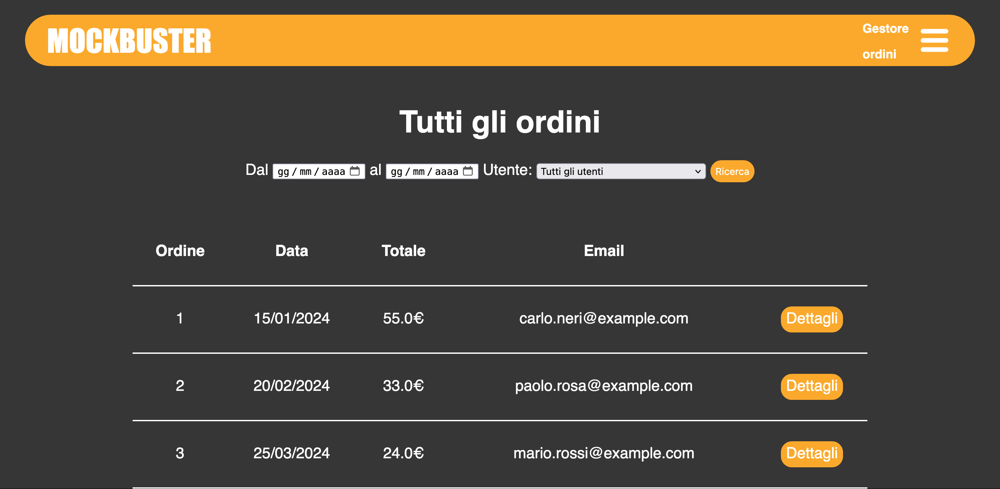 MOCKBUSTER
Gestore
ordini
Tutti gli ordini
Dal gg / mm / aaaa al gg / mm / aaaa Utente: Tutti gli utenti Ricerca
Ordine Data Totale Email
1 15/01/2024 55.0€ carlo.neri@example.com Dettagli
2 20/02/2024 33.0€ paolo.rosa@example.com Dettagli
3 25/03/2024 24.0€ mario.rossi@example.com Dettagli